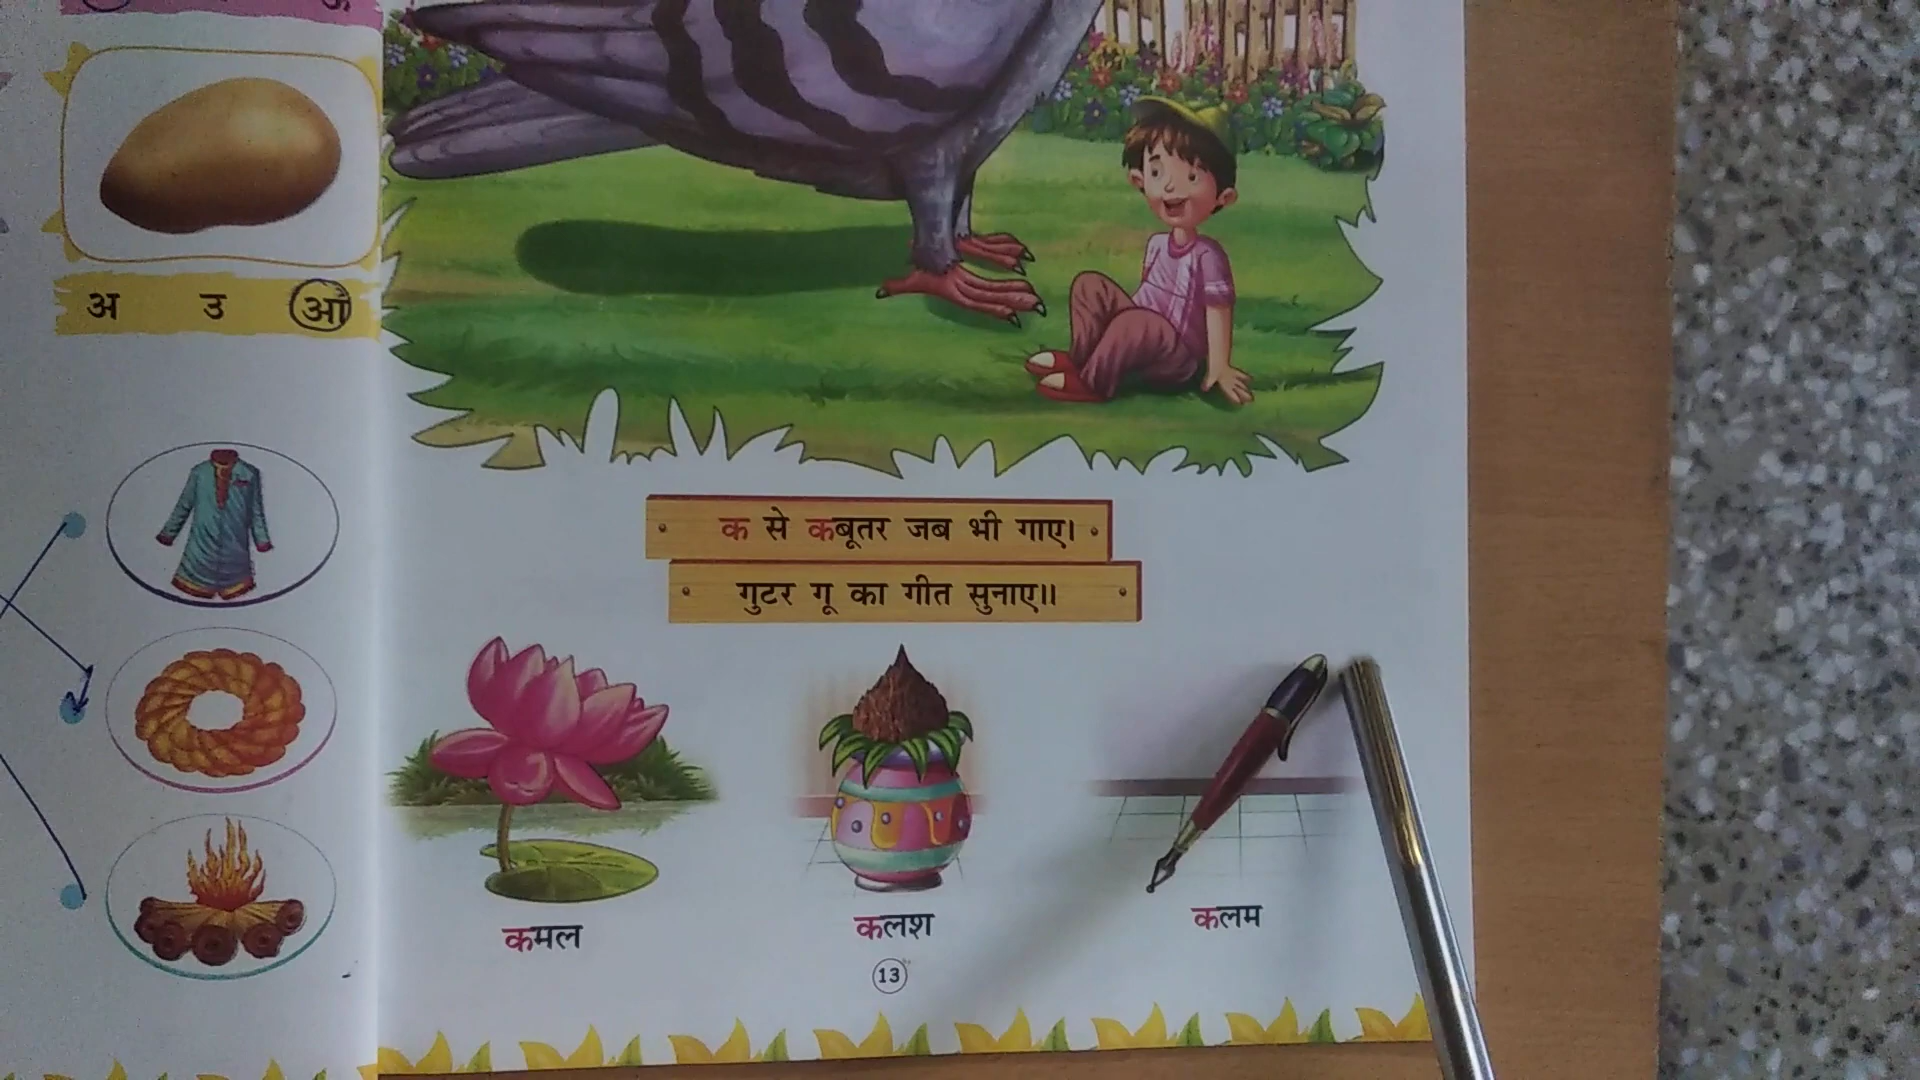 अ उ आ
क से कबूतर जब भी गाए।
गुटर गू का गीत सुनाए॥
कमल कलश कलम
13